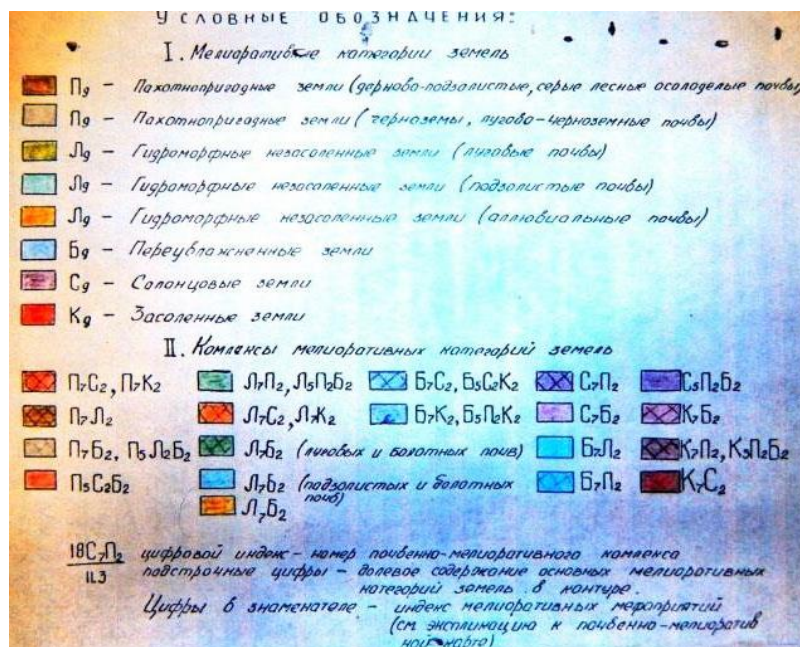 УСЛОВНЫЕ ОБОЗНАЧЕНИЯ:
I. Мелиоративные категории земель
П₉ – Пахотнопригодные земли (дерново-подзолистые, серые лесные осолоделые почвы)
П₉ – Пахотнопригодные земли (черноземы, лугово-черноземные почвы)
Л₉ – Гидроморфные незасоленные земли (луговые почвы)
Л₉ – Гидроморфные незасоленные земли (подзолистые почвы)
Л₉ – Гидроморфные незасоленные земли (аллювиальные почвы)
Б₉ – Переувлажненные земли
С₉ – Солонцовые земли
К₉ – Засоленные земли
II. Комплексы мелиоративных категорий земель
П₇С₂, П₇К₂ Л₇П₂, Л₅П₂Б₂ Б₇С₂, Б₅С₂К₂ С₇П₂ С₅П₂Б₂
П₇Л₂ Л₇С₂, Л₇К₂ Б₇К₂, Б₅П₂К₂ С₇Б₂ К₇Б₂
П₇Б₂, П₅Л₂Б₂ Л₇Б₂ (луговых и болотных почв) Б₇Л₂ К₇П₂, К₅П₂Б₂
П₅С₂Б₂ Л₇Б₂ (подзолистых и болотных почв) Б₇П₂ К₇С₂
Л₇Б₂
18С₇П₂ цифровой индекс – номер почвенно-мелиоративного комплекса
II.3 подстрочные цифры – долевое содержание основных мелиоративных
категорий земель в контуре.
Цифры в знаменателе – индекс мелиоративных мероприятий
(см экспликацию к почвенно-мелиоратив
ной карте)